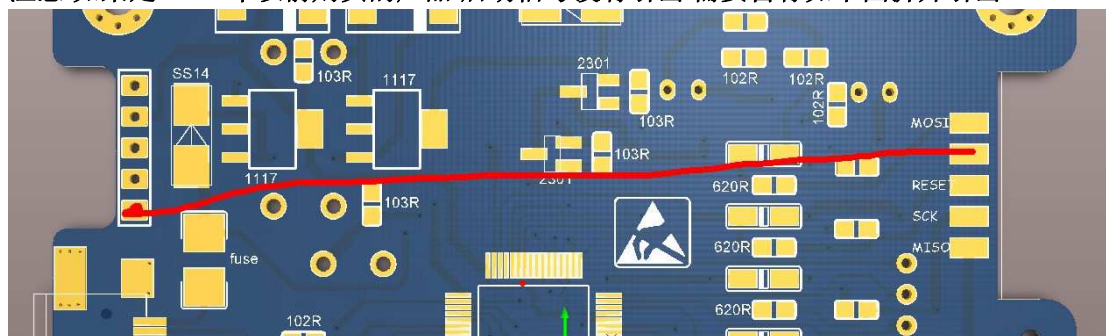 SS14
103R
1117
2301
103R
102R
102R
102R
MOSI
103R
1117
2301
620R
RESE
103R
SCK
fuse
620R
MISO
620R
102R